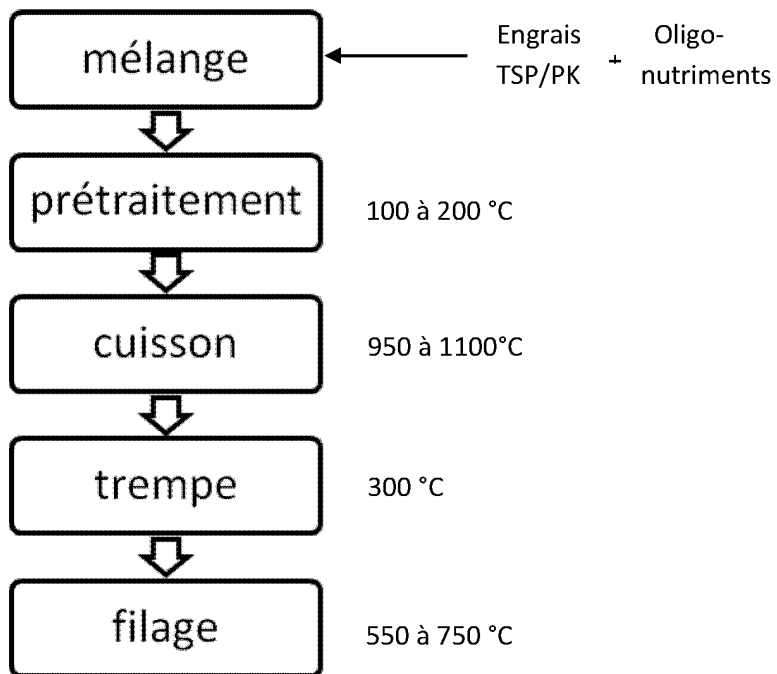 mélange
Engrais Oligo-
TSP/PK + nutriments
prétraitement
100 à 200 °C
cuisson
950 à 1100°C
trempe
300 °C
filage
550 à 750 °C